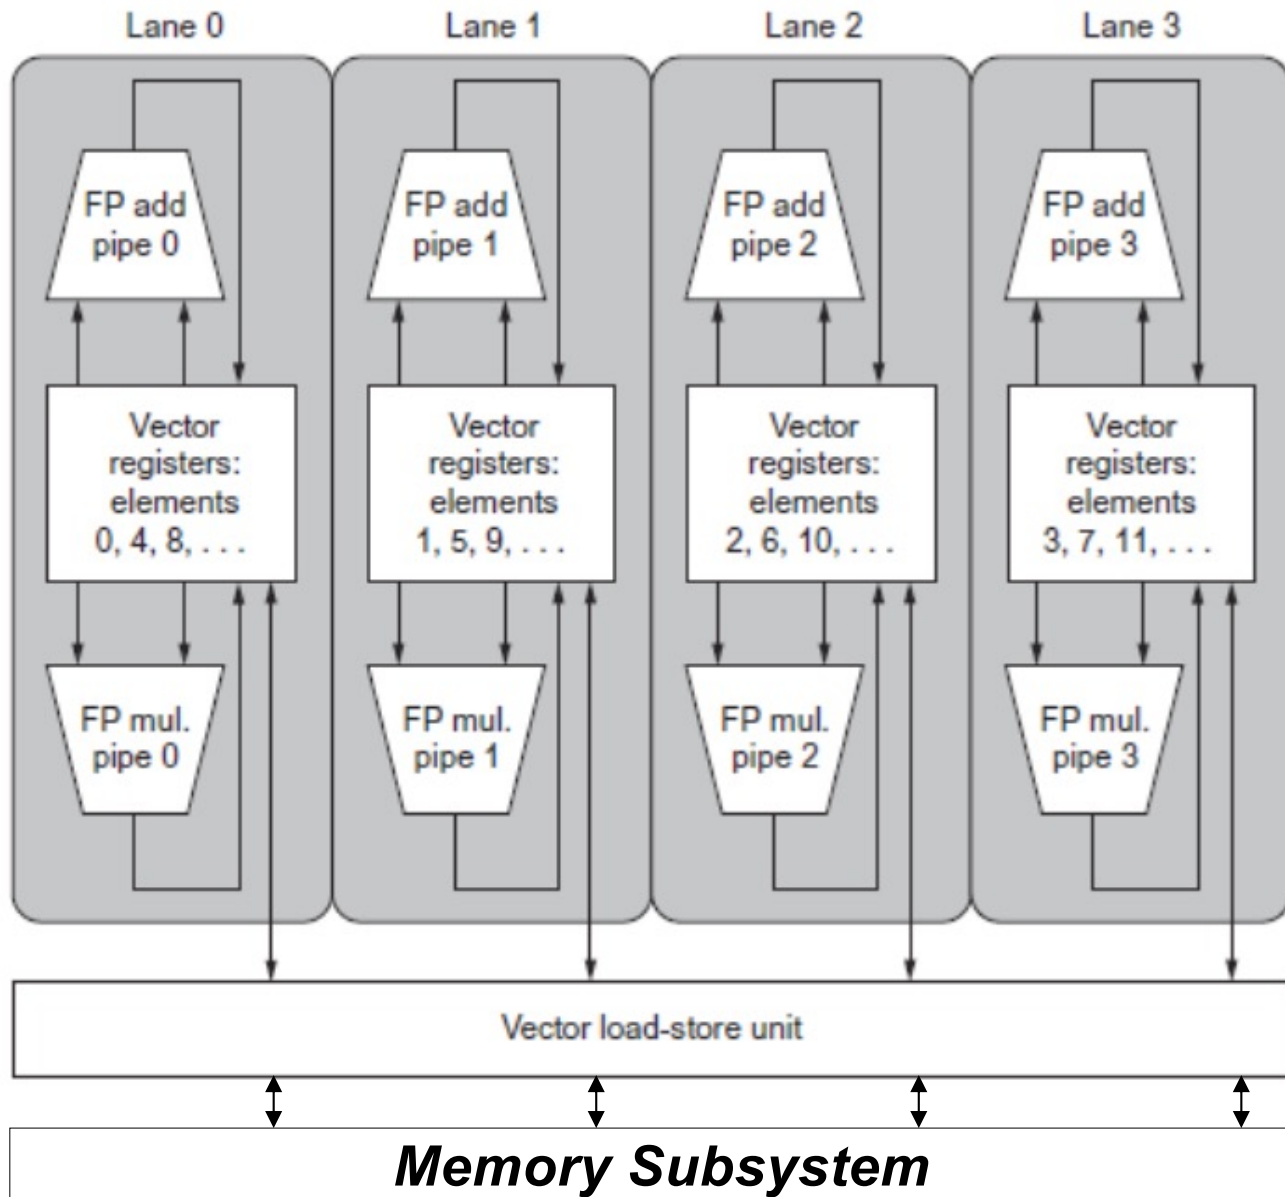 Lane 0
Lane 1
Lane 2
Lane 3
FP add
pipe 0
FP add
pipe 1
FP add
pipe 2
FP add
pipe 3
Vector
registers:
elements
0, 4, 8, . . .
Vector
registers:
elements
1, 5, 9, . . .
Vector
registers:
elements
2, 6, 10, . . .
Vector
registers:
elements
3, 7, 11, . . .
FP mul.
pipe 0
FP mul.
pipe 1
FP mul.
pipe 2
FP mul.
pipe 3
Vector load-store unit
Memory Subsystem